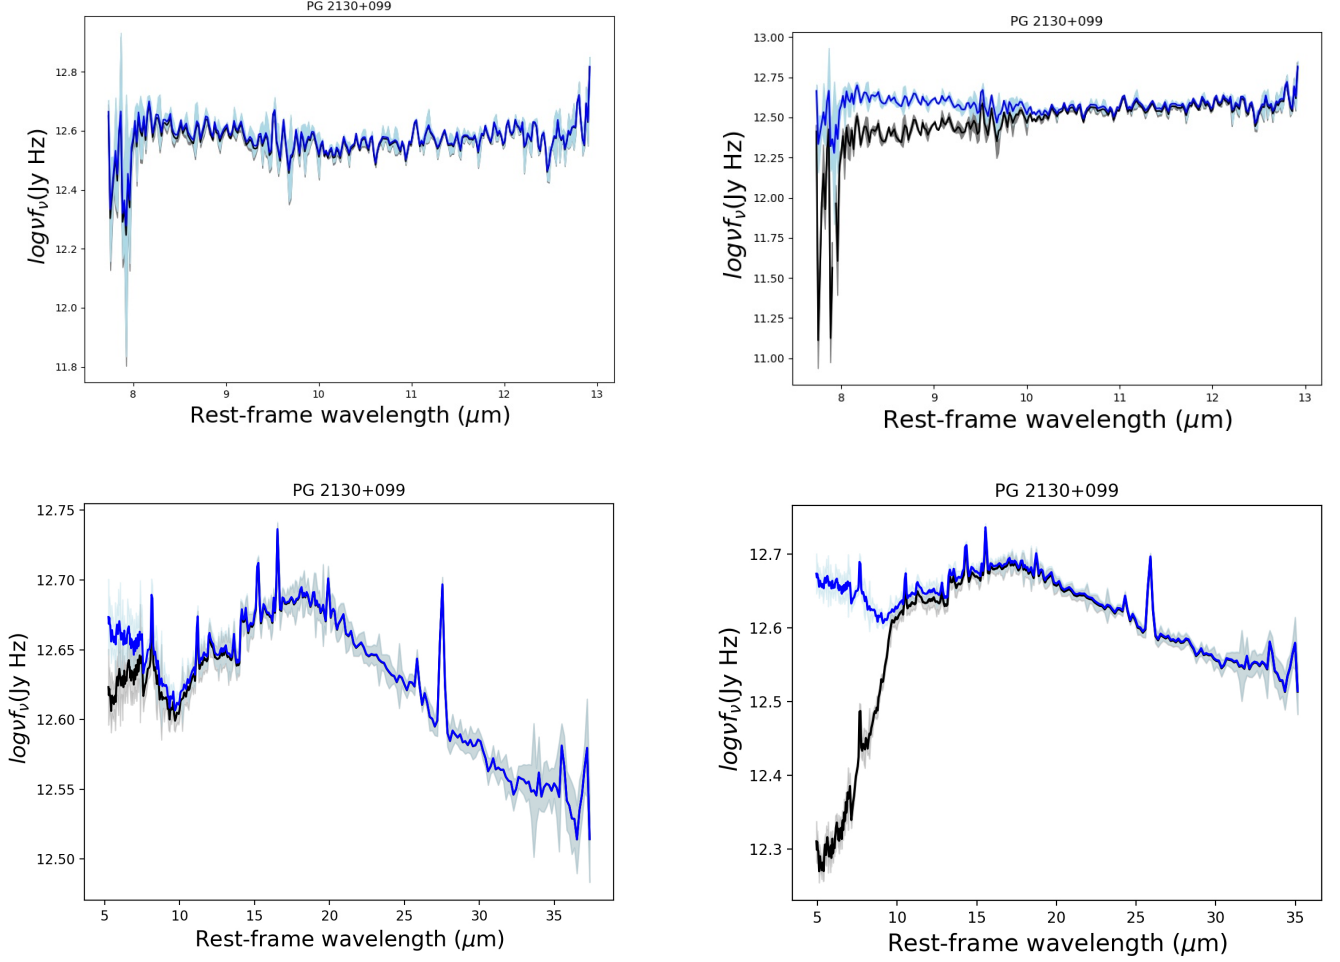 PG 2130+099
12.8
12.6
12.4
12.2
12.0
11.8
logνfν(Jy Hz)
8 9 10 11 12 13
Rest-frame wavelength (μm)
PG 2130+099
13.00
12.75
12.50
12.25
12.00
11.75
11.50
11.25
11.00
logνfν(Jy Hz)
8 9 10 11 12 13
Rest-frame wavelength (μm)
PG 2130+099
12.75
12.70
12.65
12.60
12.55
12.50
logνfν(Jy Hz)
5 10 15 20 25 30 35
Rest-frame wavelength (μm)
PG 2130+099
12.7
12.6
12.5
12.4
12.3
logνfν(Jy Hz)
5 10 15 20 25 30 35
Rest-frame wavelength (μm)